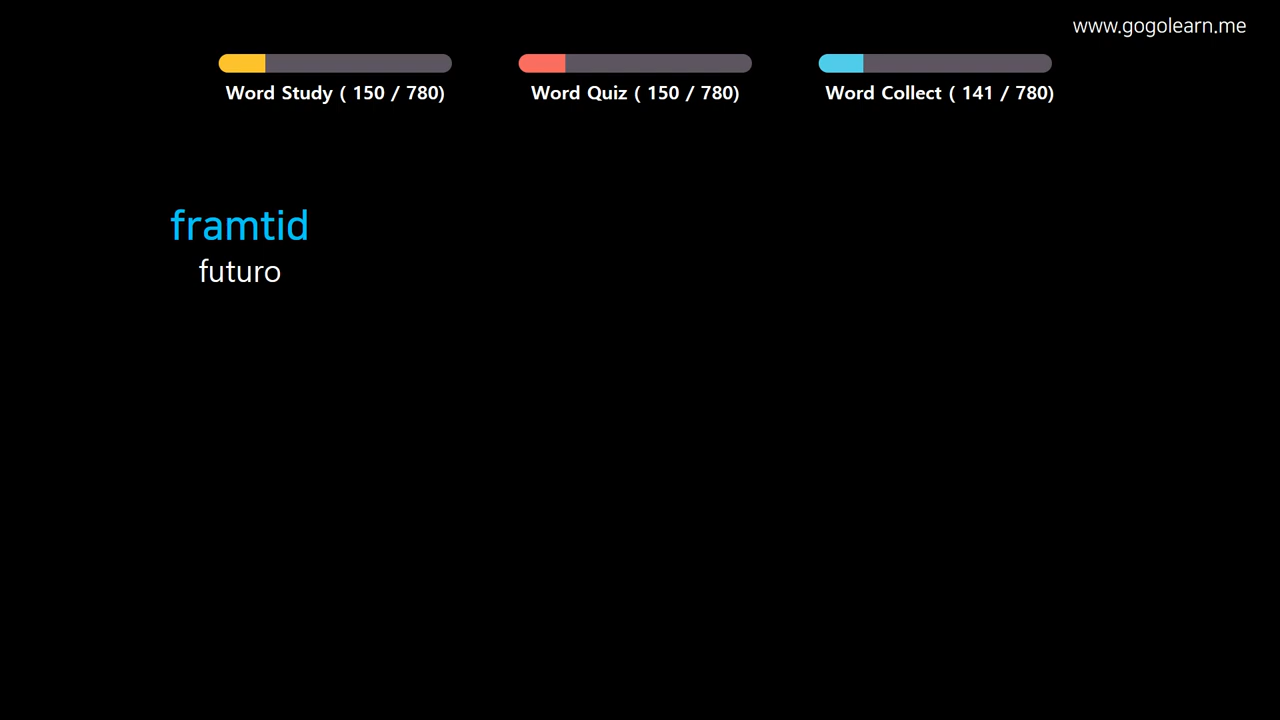 www.gogolearn.me
Word Study ( 150 / 780)
Word Quiz ( 150 / 780)
Word Collect ( 141 / 780)
framtid
futuro